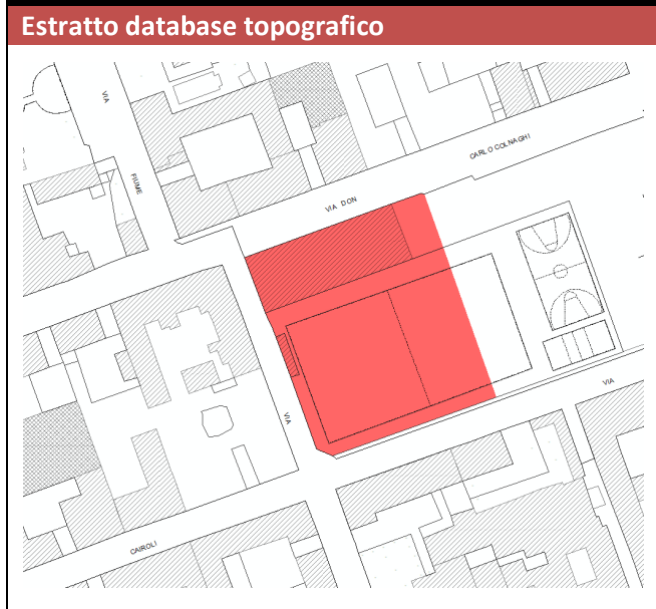 Estratto database topografico
VIA
FIUME
CARLO COLNAGHI
VIA DON
VIA
VIA
CAIROLI